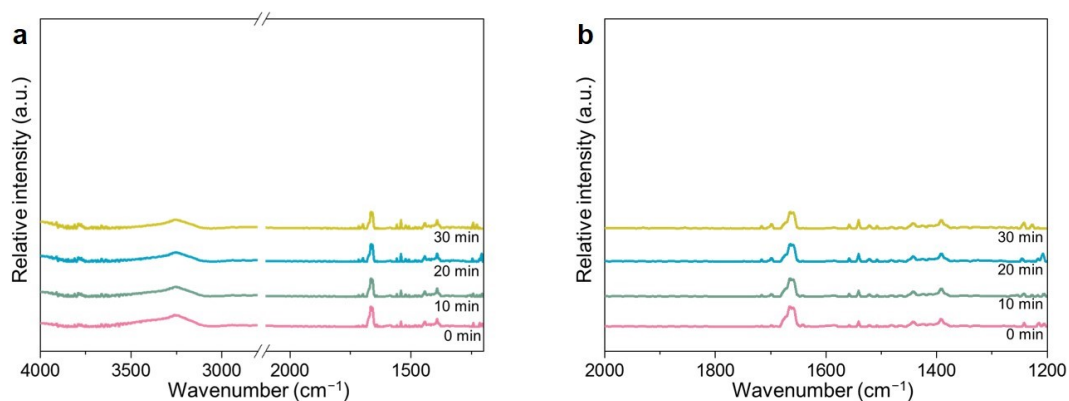 a
Relative intensity (a.u.)
30 min
20 min
10 min
0 min
4000 3500 3000 2000 1500
Wavenumber (cm⁻¹)
b
Relative intensity (a.u.)
30 min
20 min
10 min
0 min
2000 1800 1600 1400 1200
Wavenumber (cm⁻¹)